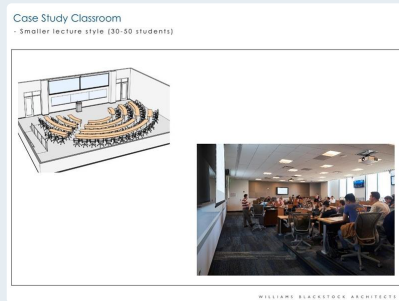 Case Study Classroom
- Smaller lecture style (30-50 students)
WILLIAMS BLACKSTOCK ARCHITECTS